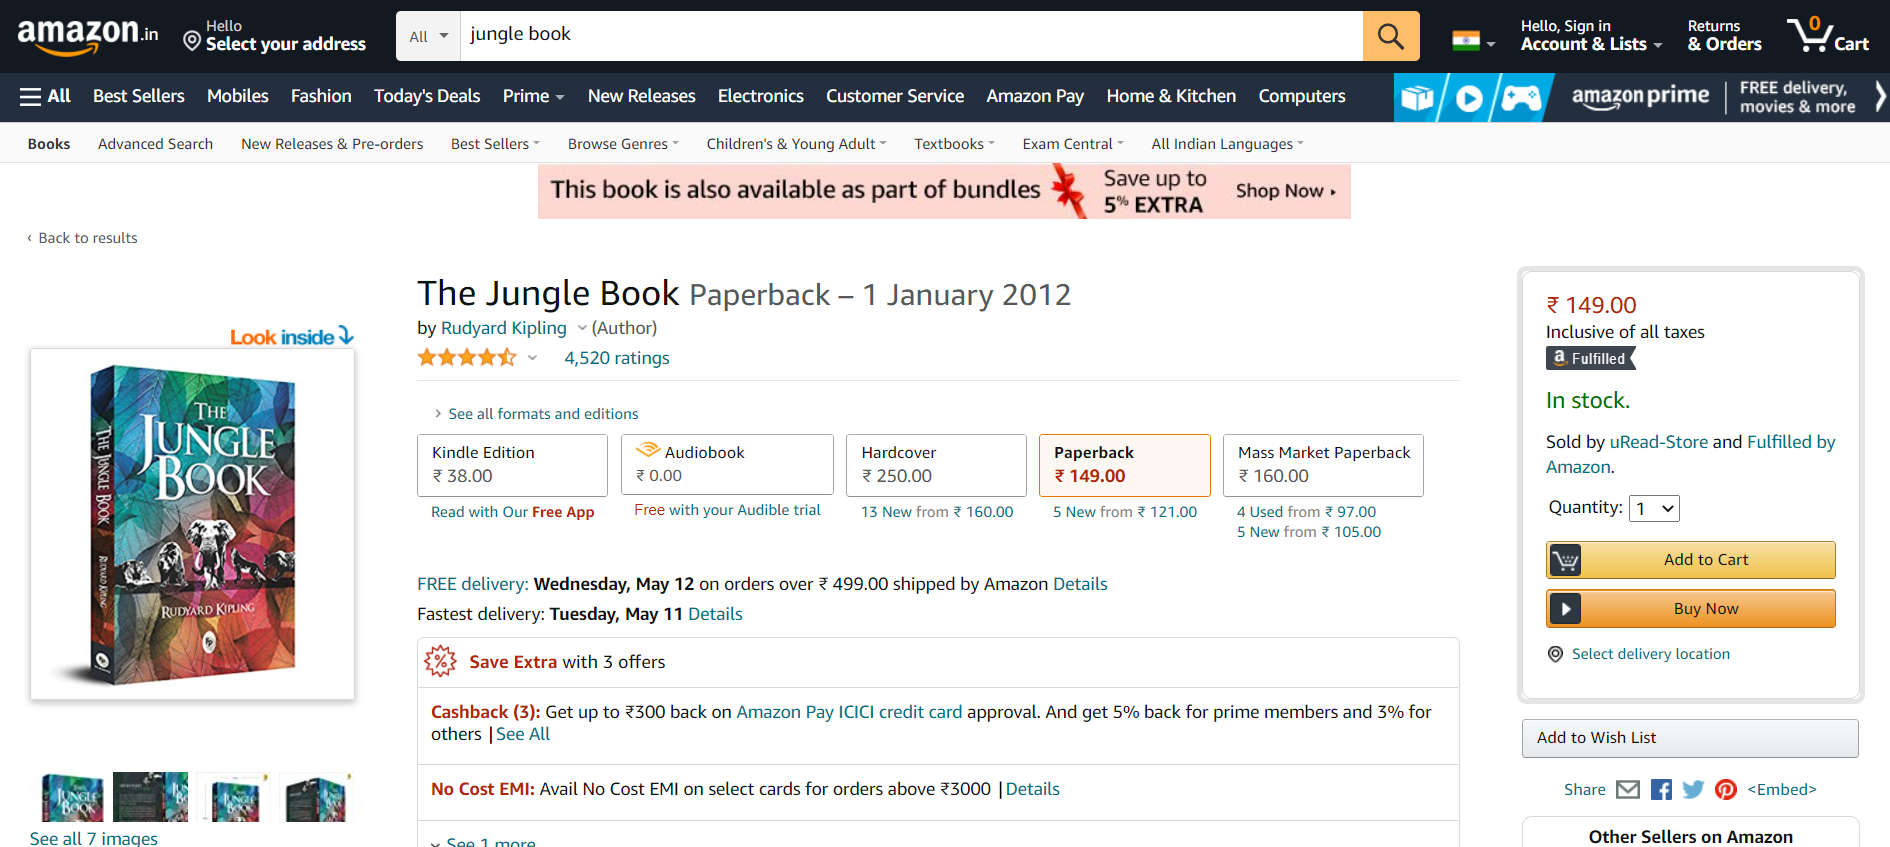 amazon.in
Hello
Select your address
All
jungle book
Hello, Sign in
Account & Lists
Returns
& Orders
0
Cart
All
Best Sellers
Mobiles
Fashion
Today's Deals
Prime
New Releases
Electronics
Customer Service
Amazon Pay
Home & Kitchen
Computers
amazon prime
FREE delivery,
movies & more
Books
Advanced Search
New Releases & Pre-orders
Best Sellers
Browse Genres
Children's & Young Adult
Textbooks
Exam Central
All Indian Languages
This book is also available as part of bundles
Save up to
5% EXTRA
Shop Now
‹ Back to results
Look inside
THE
JUNGLE
BOOK
RUDYARD KIPLING
THE JUNGLE BOOK
RUDYARD KIPLING
FP
See all 7 images
The Jungle Book Paperback – 1 January 2012
by Rudyard Kipling (Author)
4,520 ratings
› See all formats and editions
Kindle Edition
₹ 38.00
Read with Our Free App
Audiobook
₹ 0.00
Free with your Audible trial
Hardcover
₹ 250.00
13 New from ₹ 160.00
Paperback
₹ 149.00
5 New from ₹ 121.00
Mass Market Paperback
₹ 160.00
4 Used from ₹ 97.00
5 New from ₹ 105.00
FREE delivery: Wednesday, May 12 on orders over ₹ 499.00 shipped by Amazon Details
Fastest delivery: Tuesday, May 11 Details
% Save Extra with 3 offers
Cashback (3): Get up to ₹300 back on Amazon Pay ICICI credit card approval. And get 5% back for prime members and 3% for
others | See All
No Cost EMI: Avail No Cost EMI on select cards for orders above ₹3000 | Details
See 1 more
₹ 149.00
Inclusive of all taxes
a Fulfilled
In stock.
Sold by uRead-Store and Fulfilled by
Amazon.
Quantity: 1
Add to Cart
Buy Now
Select delivery location
Add to Wish List
Share
<Embed>
Other Sellers on Amazon